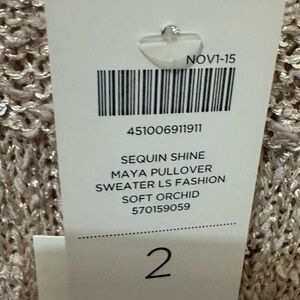 NOV1-15
451006911911
SEQUIN SHINE
MAYA PULLOVER
SWEATER LS FASHION
SOFT ORCHID
570159059
2